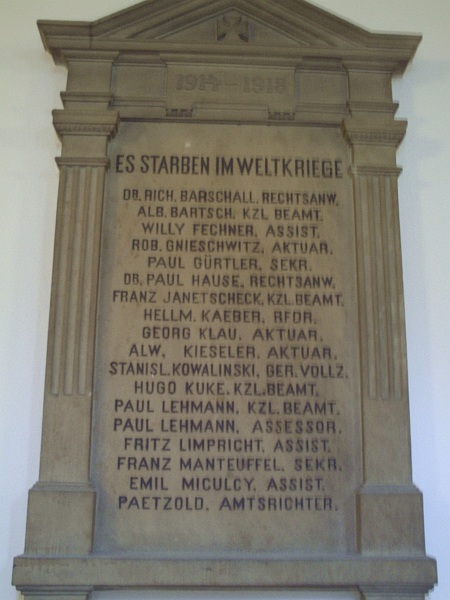 1914-1918
ES STARBEN IM WELTKRIEGE
DR. RICH. BARSCHALL. RECHTSANW.
ALB. BARTSCH. KZL. BEAMT.
WILLY FECHNER, ASSIST.
ROB. GNIESCHWITZ, AKTUAR.
PAUL GÜRTLER, SEKR.
DR. PAUL HAUSE, RECHTSANW.
FRANZ JANETSCHECK, KZL. BEAMT.
HELLM. KAEBER, RFDR.
GEORG KLAU, AKTUAR.
ALW. KIESELER, AKTUAR.
STANISL. KOWALINSKI, GER. VOLLZ.
HUGO KUKE. KZL. BEAMT.
PAUL LEHMANN, KZL. BEAMT.
PAUL LEHMANN, ASSESSOR.
FRITZ LIMPRICHT, ASSIST.
FRANZ MANTEUFFEL, SEKR.
EMIL MICULCY, ASSIST.
PAETZOLD, AMTSRICHTER.